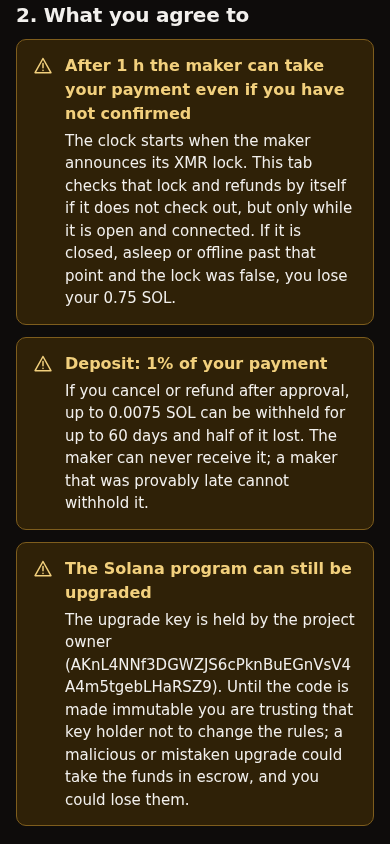 2. What you agree to
After 1 h the maker can take
your payment even if you have
not confirmed
The clock starts when the maker
announces its XMR lock. This tab
checks that lock and refunds by itself
if it does not check out, but only while
it is open and connected. If it is
closed, asleep or offline past that
point and the lock was false, you lose
your 0.75 SOL.
Deposit: 1% of your payment
If you cancel or refund after approval,
up to 0.0075 SOL can be withheld for
up to 60 days and half of it lost. The
maker can never receive it; a maker
that was provably late cannot
withhold it.
The Solana program can still be
upgraded
The upgrade key is held by the project
owner
(AKnL4NNf3DGWZJS6cPknBuEGnVsV4
A4m5tgebLHaRSZ9). Until the code is
made immutable you are trusting that
key holder not to change the rules; a
malicious or mistaken upgrade could
take the funds in escrow, and you
could lose them.